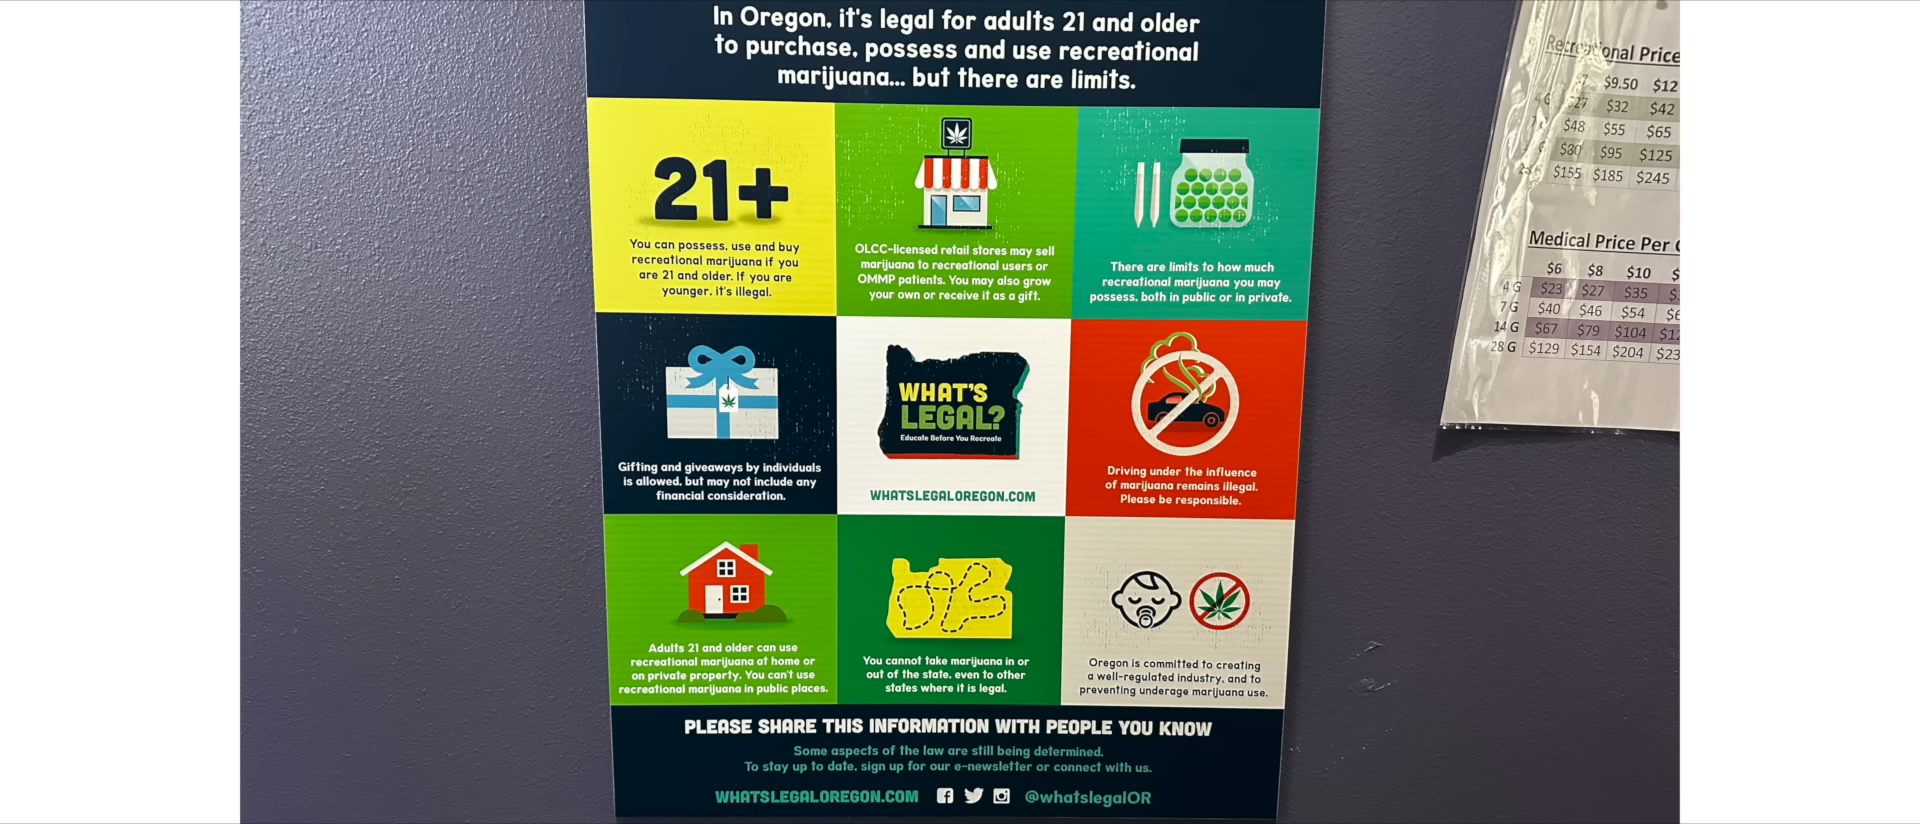 In Oregon, it's legal for adults 21 and older
to purchase, possess and use recreational
marijuana... but there are limits.
21+
You can possess, use and buy
recreational marijuana if you
are 21 and older. If you are
younger, it's illegal.
OLCC-licensed retail stores may sell
marijuana to recreational users or
OMMP patients. You may also grow
your own or receive it as a gift.
There are limits to how much
recreational marijuana you may
possess, both in public or in private.
Gifting and giveaways by individuals
is allowed, but may not include any
financial consideration.
WHAT'S
LEGAL?
Educate Before You Recreate
WHATSLEGALOREGON.COM
Driving under the influence
of marijuana remains illegal.
Please be responsible.
Adults 21 and older can use
recreational marijuana at home or
on private property. You can't use
recreational marijuana in public places.
You cannot take marijuana in or
out of the state, even to other
states where it is legal.
Oregon is committed to creating
a well-regulated industry, and to
preventing underage marijuana use.
PLEASE SHARE THIS INFORMATION WITH PEOPLE YOU KNOW
Some aspects of the law are still being determined.
To stay up to date, sign up for our e-newsletter or connect with us.
WHATSLEGALOREGON.COM @whatslegalOR
Recreational Price
$9.50 $12
$32 $42
$48 $55 $65
$80 $95 $125
$155 $185 $245
Medical Price Per
$6 $8 $10
4 G $23 $27 $35
7 G $40 $46 $54
14 G $67 $79 $104
28 G $129 $154 $204